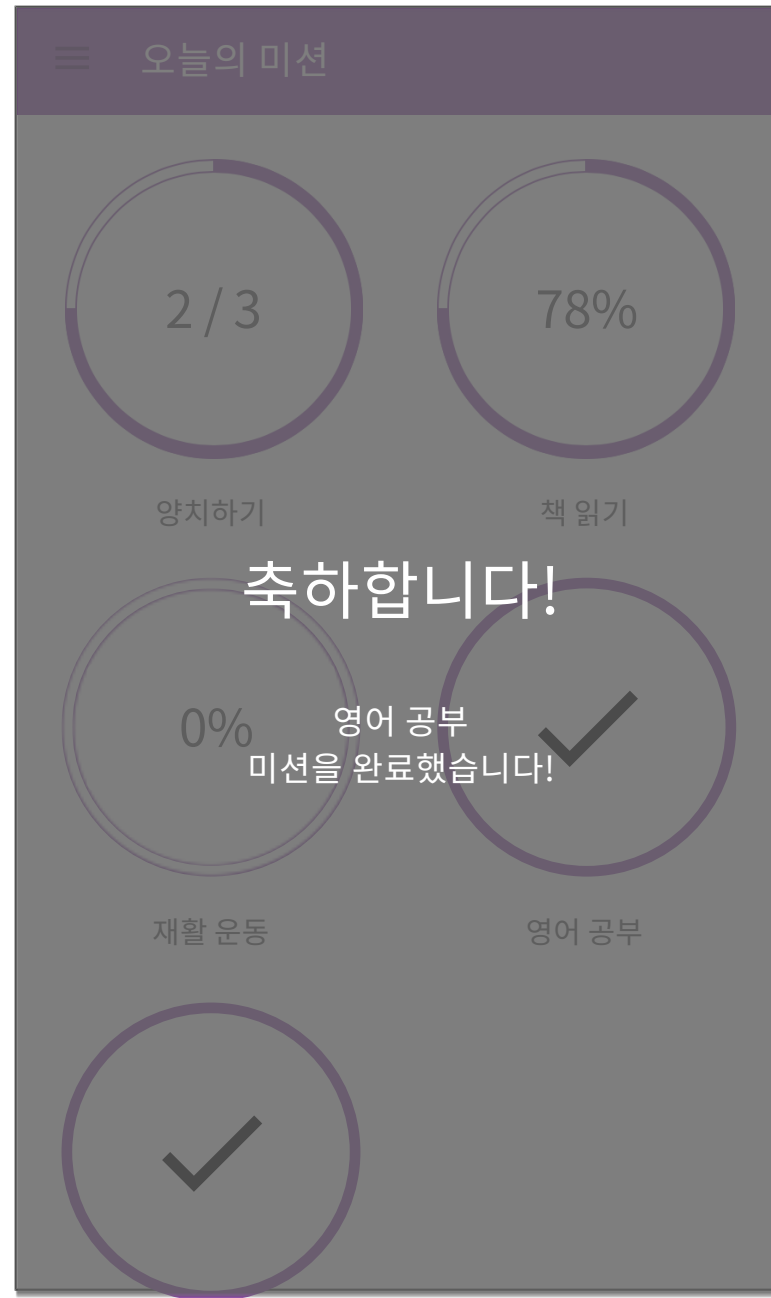 오늘의 미션
2 / 3
78%
양치하기
책 읽기
축하합니다!
0%
영어 공부
미션을 완료했습니다!
재활 운동
영어 공부